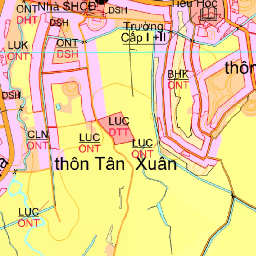 ONT
Nhà SHCĐ
DSH
Tiểu Học
Trường
Cấp I + II
LUK
ONT
DHT
ONT
DSH
thôn
BHK
ONT
DSH
LUC
DTT
CLN
ONT
LUC
ONT
LUC
ONT
thôn Tân Xuân
LUC
ONT
LUC
ONT